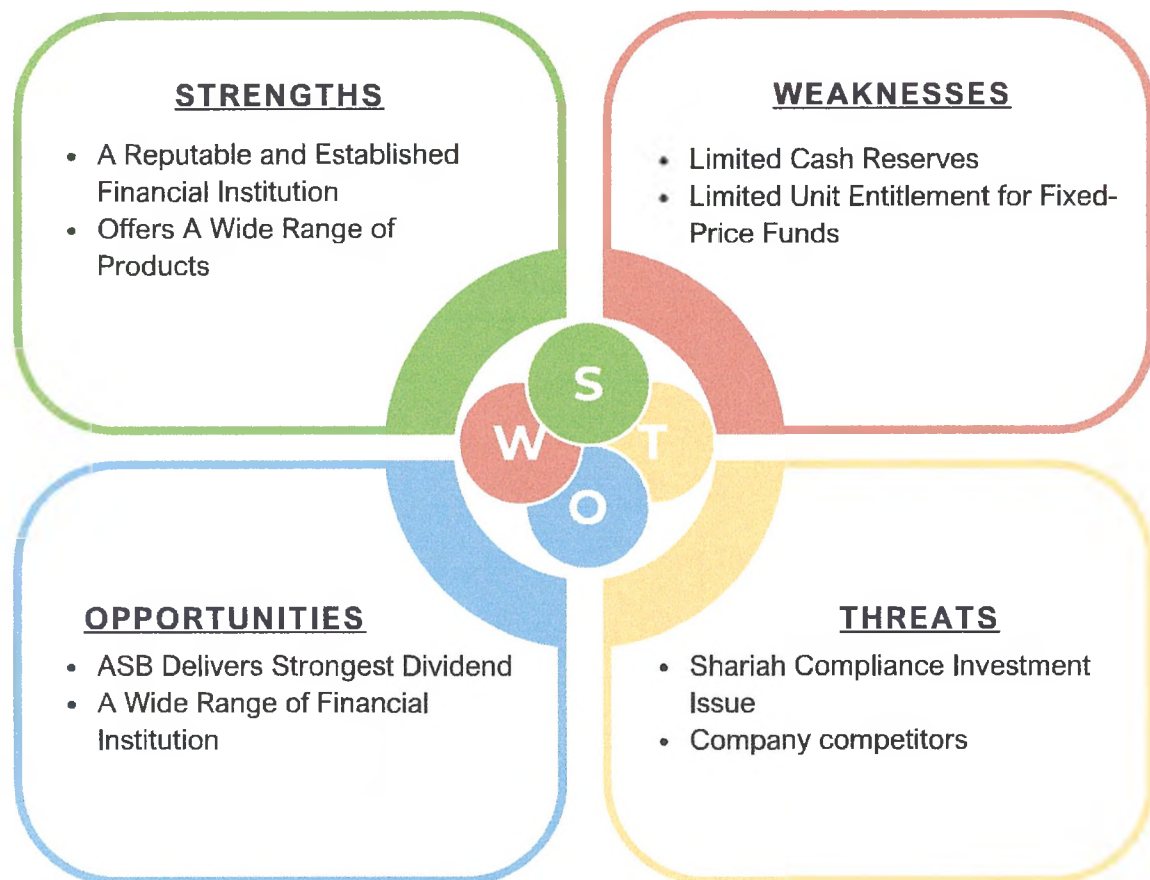 STRENGTHS
• A Reputable and Established
Financial Institution
• Offers A Wide Range of
Products
WEAKNESSES
• Limited Cash Reserves
• Limited Unit Entitlement for Fixed-
Price Funds
S
W
T
O
OPPORTUNITIES
• ASB Delivers Strongest Dividend
• A Wide Range of Financial
Institution
THREATS
• Shariah Compliance Investment
Issue
• Company competitors